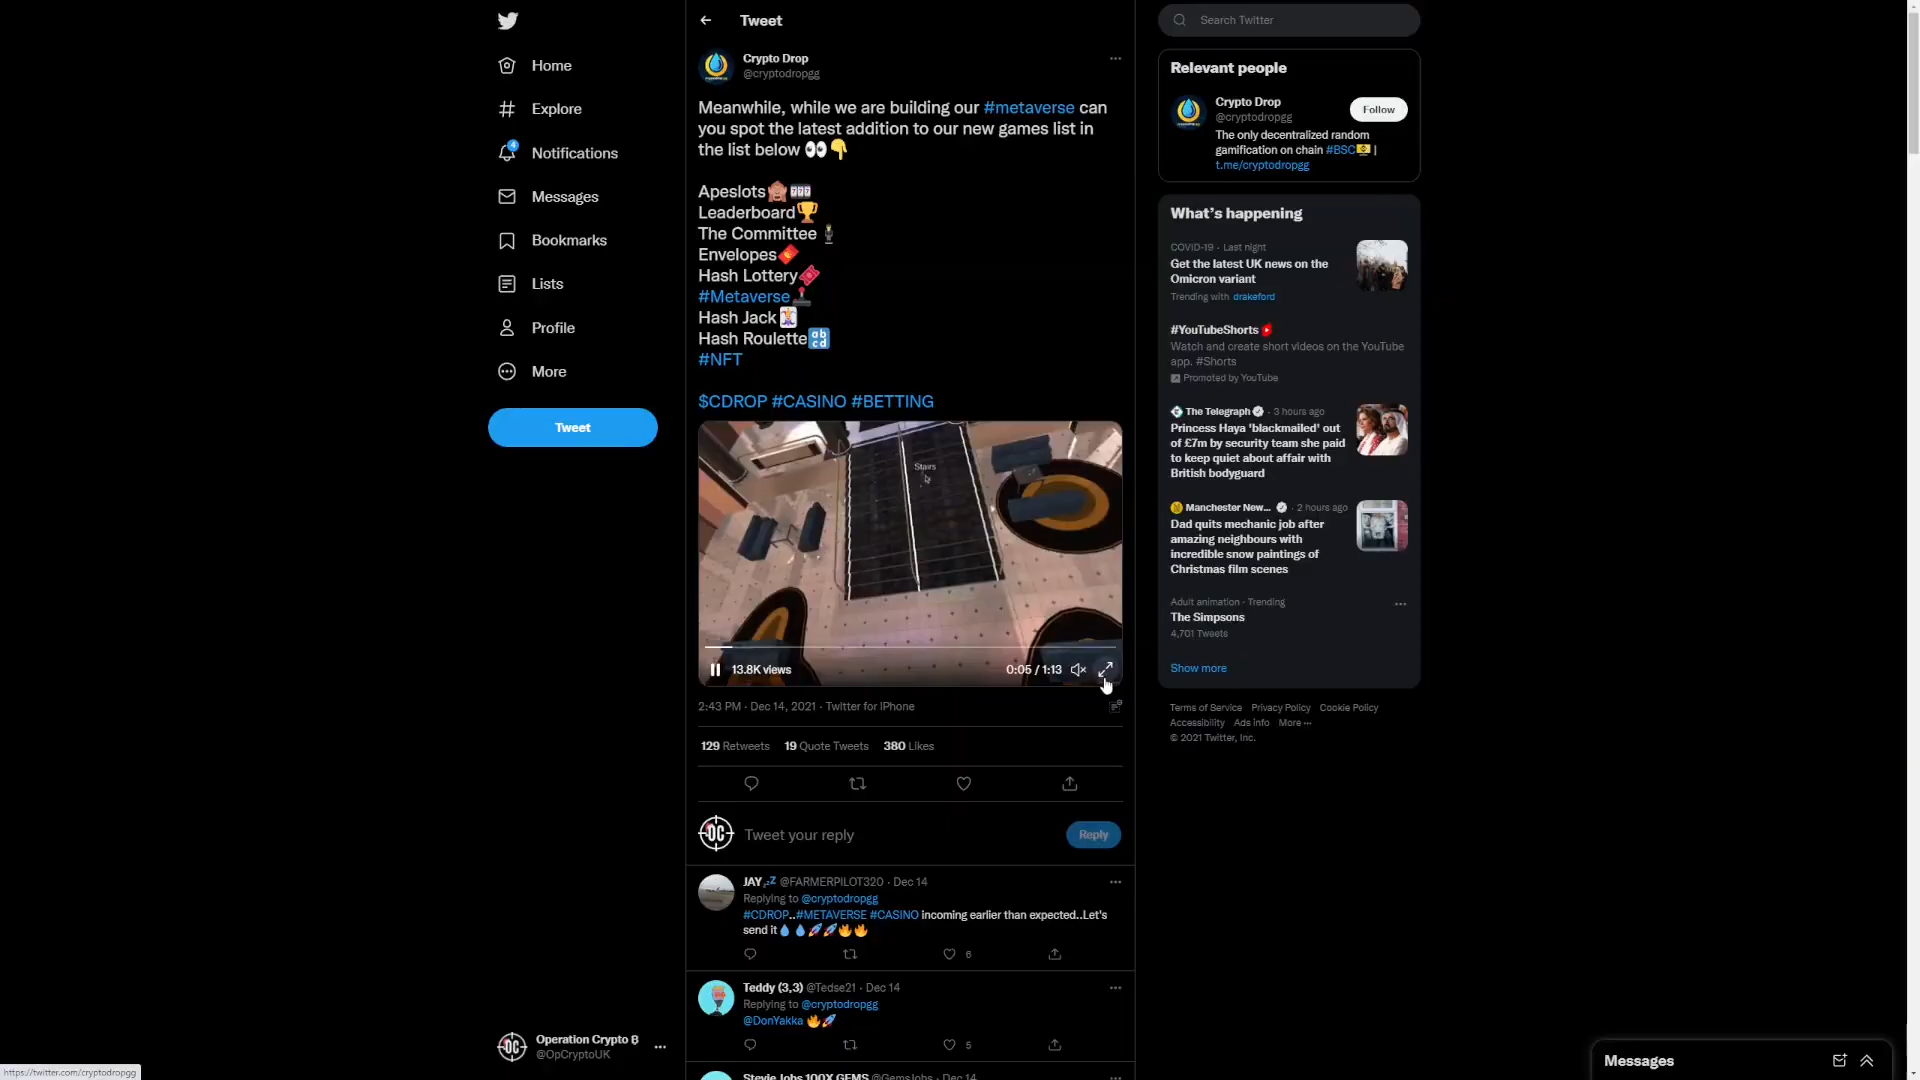 Home
Explore
4
Notifications
Messages
Bookmarks
Lists
Profile
More
Tweet
Operation Crypto ₿
@OpCryptoUK
https://twitter.com/cryptodropgg
Tweet
Crypto Drop
@cryptodropgg
Meanwhile, while we are building our #metaverse can
you spot the latest addition to our new games list in
the list below 👀👇
Apeslots🙈🎰
Leaderboard🏆
The Committee🕴
Envelopes🧧
Hash Lottery🎟
#Metaverse🕹
Hash Jack🃏
Hash Roulette🔡
#NFT
$CDROP #CASINO #BETTING
Stairs
13.8K views
0:05 / 1:13
2:43 PM · Dec 14, 2021 · Twitter for iPhone
129 Retweets 19 Quote Tweets 380 Likes
OC
Tweet your reply
Reply
JAY💤 @FARMERPILOT320 · Dec 14
Replying to @cryptodropgg
#CDROP..#METAVERSE #CASINO incoming earlier than expected..Let's
send it💧💧🚀🚀🔥🔥
6
Teddy (3,3) @Tedse21 · Dec 14
Replying to @cryptodropgg
@DonYakka 🔥🚀
5
Stevie Jobs 100X GEMS @GemsJobs · Dec 14
Search Twitter
Relevant people
Crypto Drop
@cryptodropgg
Follow
The only decentralized random
gamification on chain #BSC |
t.me/cryptodropgg
What's happening
COVID-19 · Last night
Get the latest UK news on the
Omicron variant
Trending with drakeford
#YouTubeShorts
Watch and create short videos on the YouTube
app. #Shorts
Promoted by YouTube
The Telegraph · 3 hours ago
Princess Haya 'blackmailed' out
of £7m by security team she paid
to keep quiet about affair with
British bodyguard
Manchester New... · 2 hours ago
Dad quits mechanic job after
amazing neighbours with
incredible snow paintings of
Christmas film scenes
Adult animation · Trending
The Simpsons
4,701 Tweets
Show more
Terms of Service Privacy Policy Cookie Policy
Accessibility Ads info More ···
© 2021 Twitter, Inc.
Messages